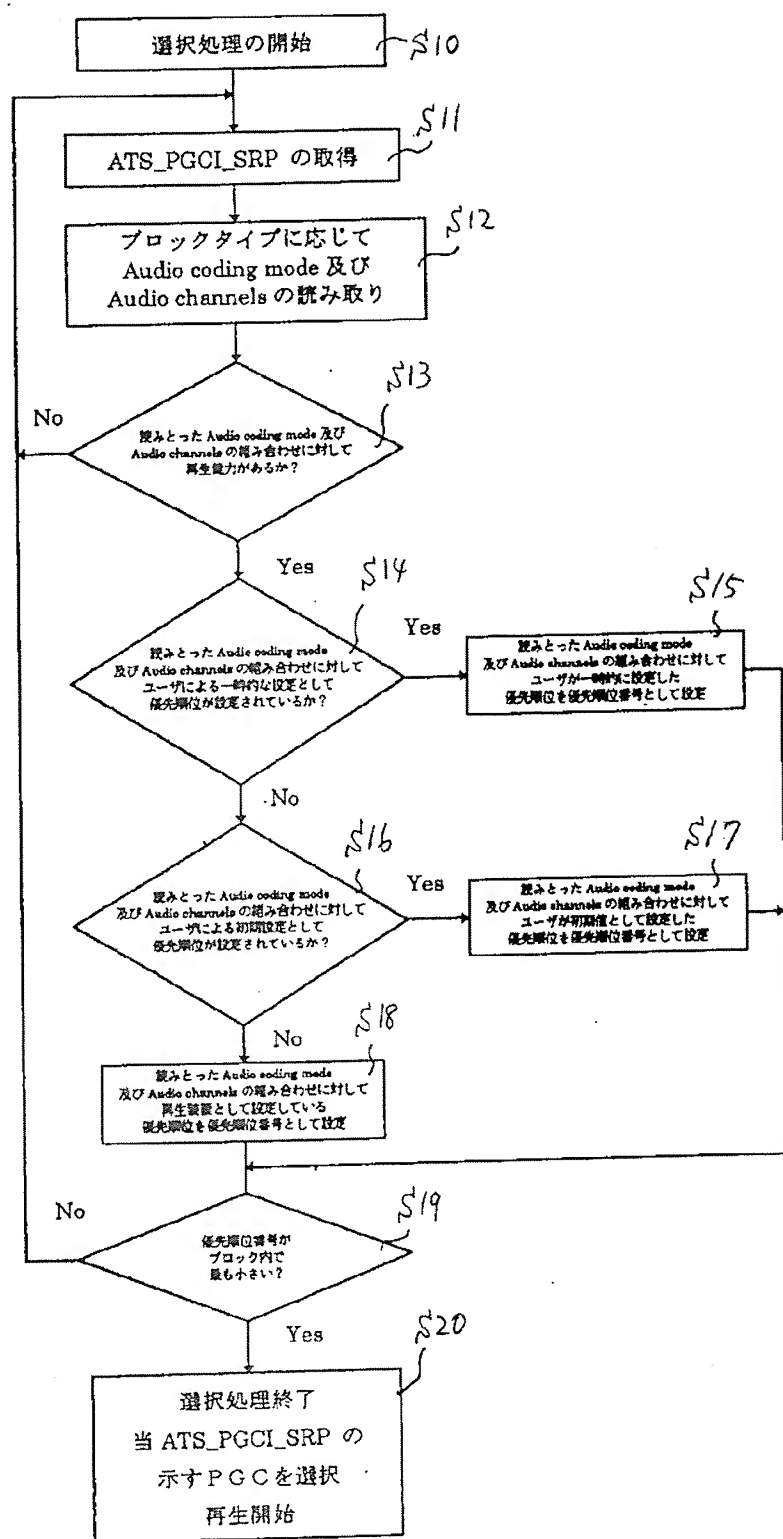 選択処理の開始
S10
S11
ATS_PGCI_SRP の取得
S12
ブロックタイプに応じて
Audio coding mode 及び
Audio channels の読み取り
S13
No
読みとった Audio coding mode 及び
Audio channels の組み合わせに対して
再生能力があるか?
Yes
S14
読みとった Audio coding mode
及び Audio channels の組み合わせに対して
ユーザによる一時的な設定として
優先順位が設定されているか?
Yes
S15
読みとった Audio coding mode
及び Audio channels の組み合わせに対して
ユーザが一時的に設定した
優先順位を優先順位番号として設定
No
S16
読みとった Audio coding mode
及び Audio channels の組み合わせに対して
ユーザによる初期設定として
優先順位が設定されているか?
Yes
S17
読みとった Audio coding mode
及び Audio channels の組み合わせに対して
ユーザが初期値として設定した
優先順位を優先順位番号として設定
No
S18
読みとった Audio coding mode
及び Audio channels の組み合わせに対して
再生装置として設定している
優先順位を優先順位番号として設定
No
S19
優先順位番号が
ブロック内で
最も小さい?
Yes
S20
選択処理終了
当 ATS_PGCI_SRP の
示すPGCを選択
再生開始